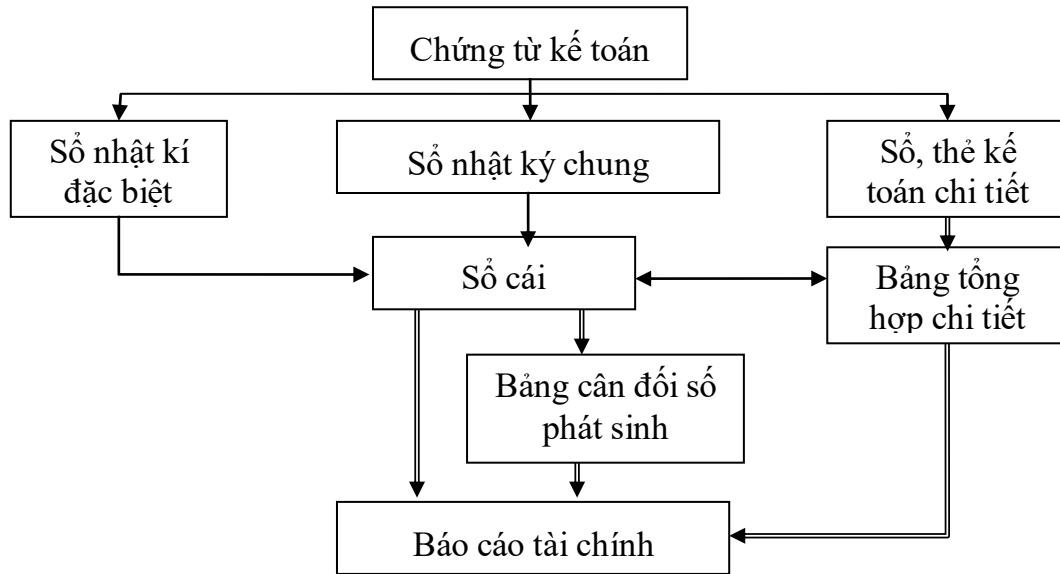 Chứng từ kế toán
Sổ nhật kí
đặc biệt
Sổ nhật ký chung
Sổ, thẻ kế
toán chi tiết
Sổ cái
Bảng tổng
hợp chi tiết
Bảng cân đối số
phát sinh
Báo cáo tài chính